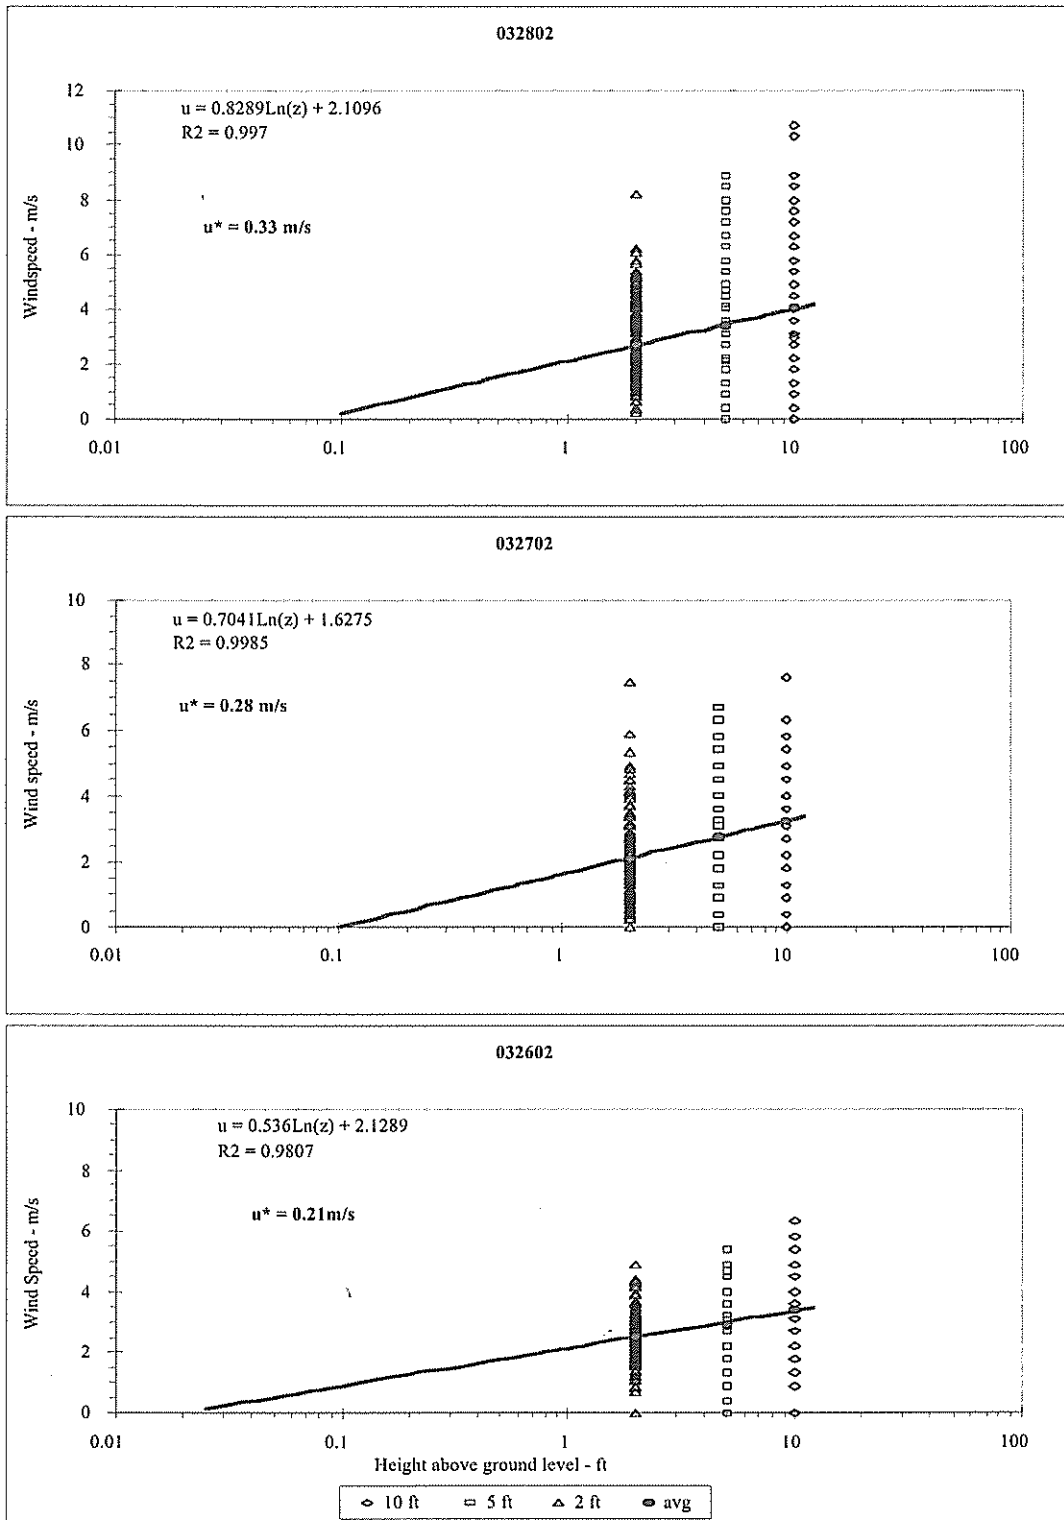 032802
u = 0.8289Ln(z) + 2.1096
R2 = 0.997
u* = 0.33 m/s
Windspeed - m/s
12
10
8
6
4
2
0
0.01 0.1 1 10 100
032702
u = 0.7041Ln(z) + 1.6275
R2 = 0.9985
u* = 0.28 m/s
Wind speed - m/s
10
8
6
4
2
0
0.01 0.1 1 10 100
032602
u = 0.536Ln(z) + 2.1289
R2 = 0.9807
u* = 0.21m/s
Wind Speed - m/s
10
8
6
4
2
0
0.01 0.1 1 10 100
Height above ground level - ft
10 ft 5 ft 2 ft avg